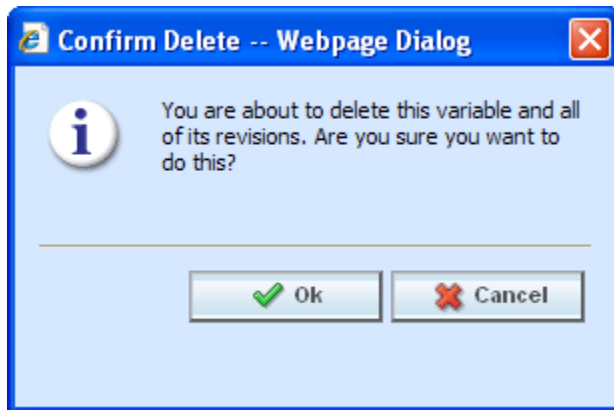 Confirm Delete -- Webpage Dialog
You are about to delete this variable and all
of its revisions. Are you sure you want to
do this?
Ok
Cancel